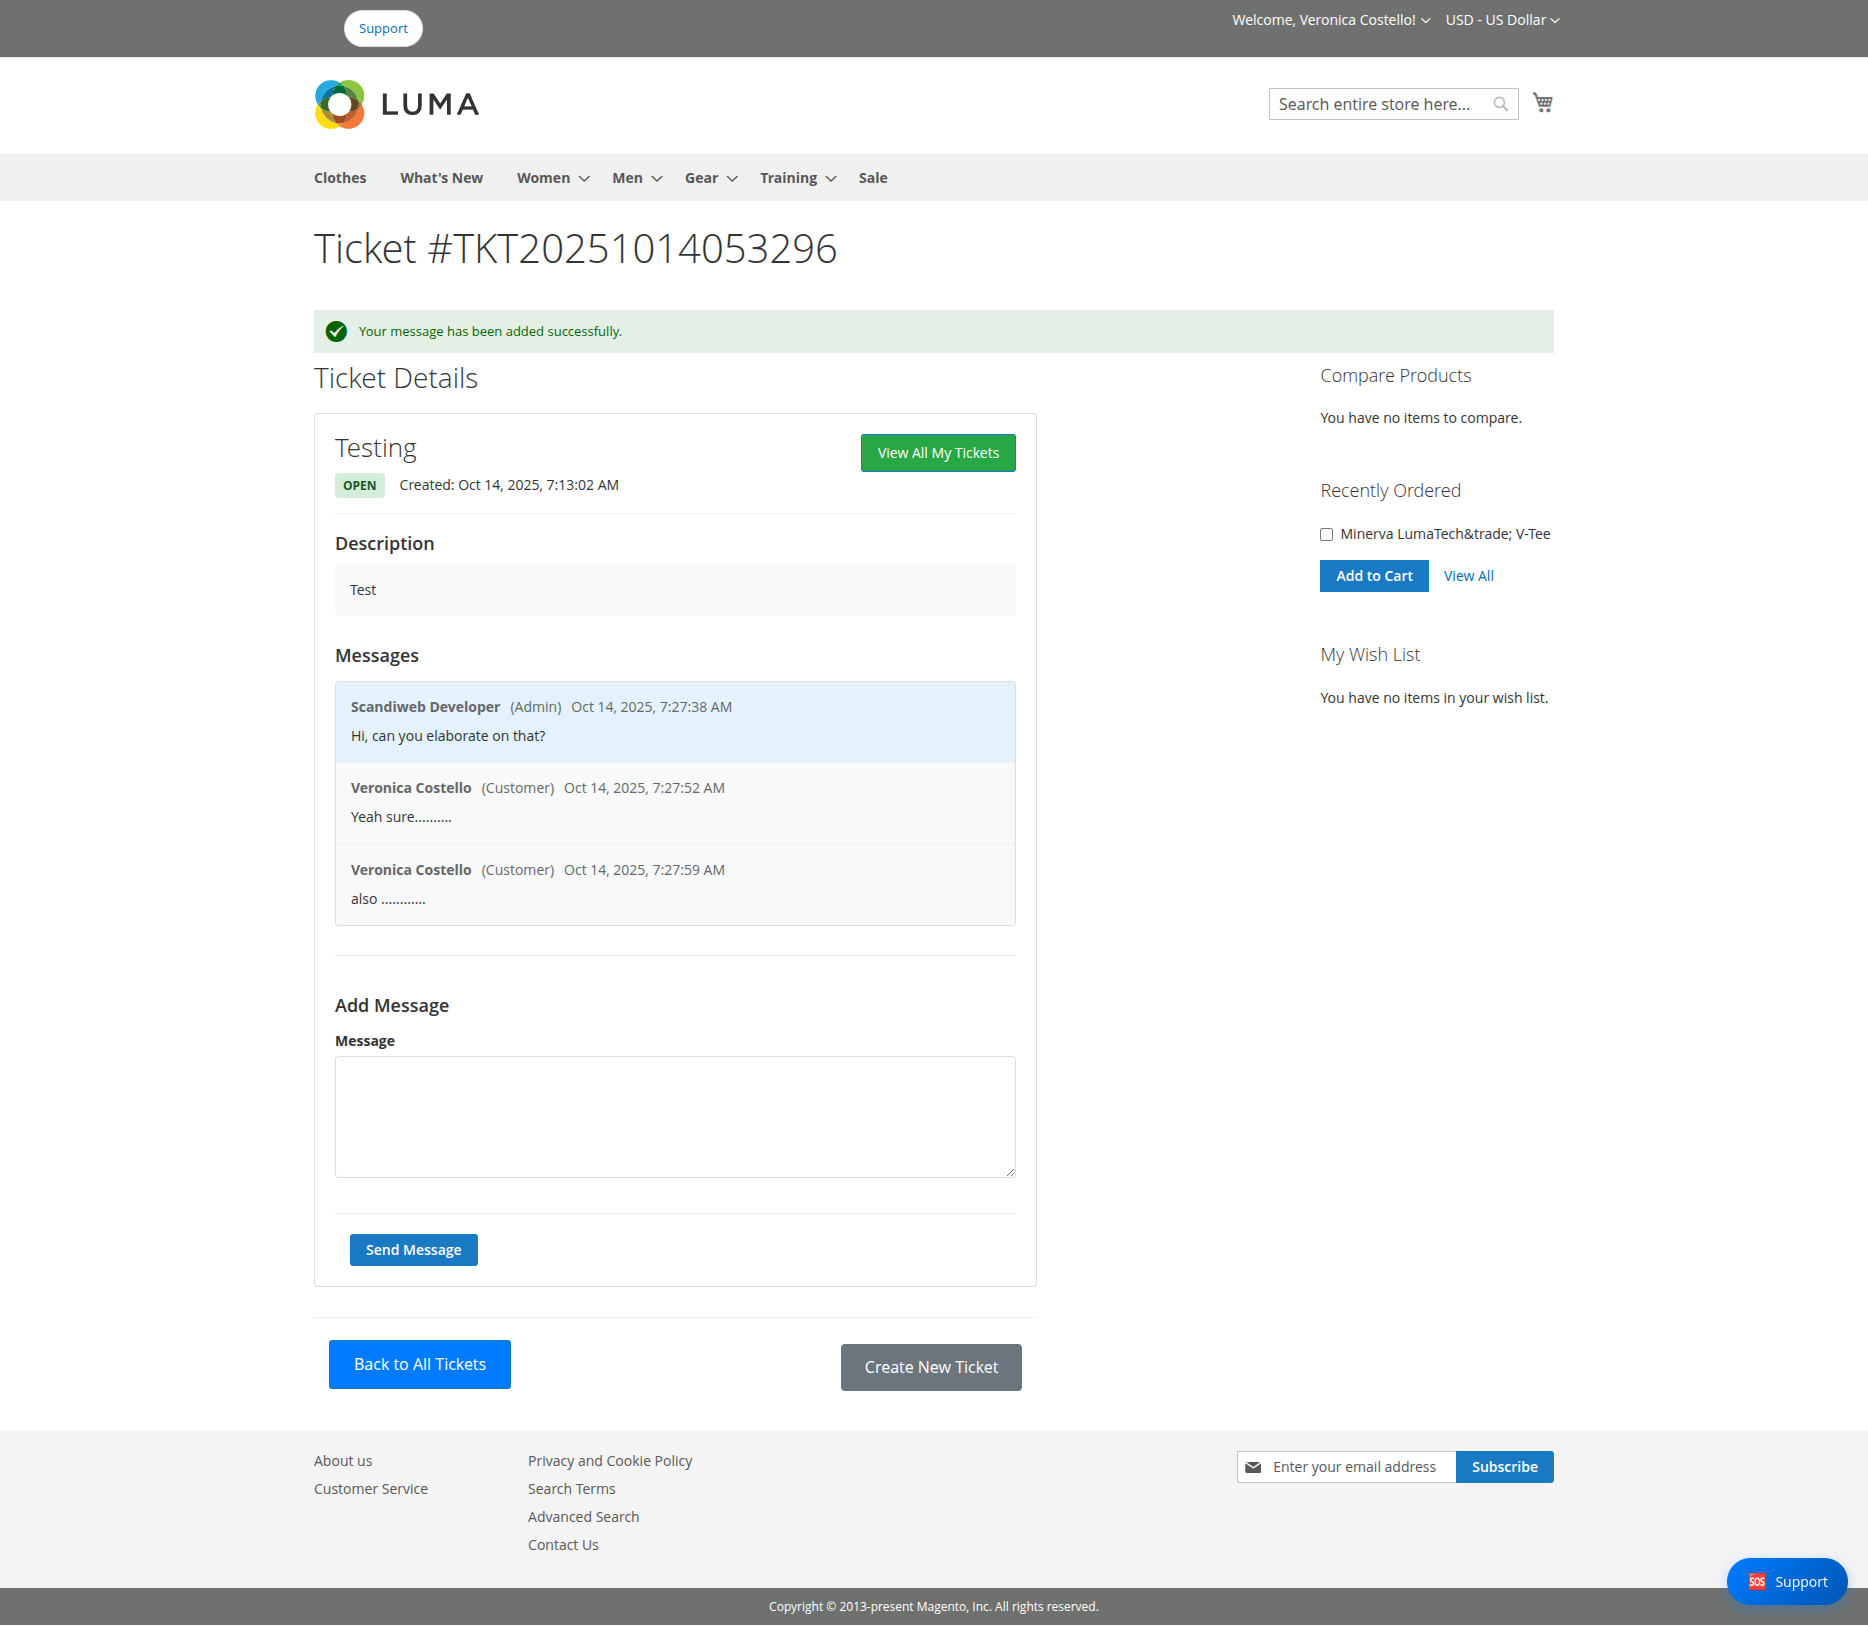 Support
Welcome, Veronica Costello!
USD - US Dollar
LUMA
Search entire store here...
Clothes
What's New
Women
Men
Gear
Training
Sale
Ticket #TKT20251014053296
Your message has been added successfully.
Ticket Details
Testing
View All My Tickets
OPEN
Created: Oct 14, 2025, 7:13:02 AM
Description
Test
Messages
Scandiweb Developer (Admin) Oct 14, 2025, 7:27:38 AM
Hi, can you elaborate on that?
Veronica Costello (Customer) Oct 14, 2025, 7:27:52 AM
Yeah sure..........
Veronica Costello (Customer) Oct 14, 2025, 7:27:59 AM
also ............
Add Message
Message
Send Message
Back to All Tickets
Create New Ticket
Compare Products
You have no items to compare.
Recently Ordered
Minerva LumaTech&trade; V-Tee
Add to Cart
View All
My Wish List
You have no items in your wish list.
About us
Customer Service
Privacy and Cookie Policy
Search Terms
Advanced Search
Contact Us
Enter your email address
Subscribe
SOS Support
Copyright © 2013-present Magento, Inc. All rights reserved.